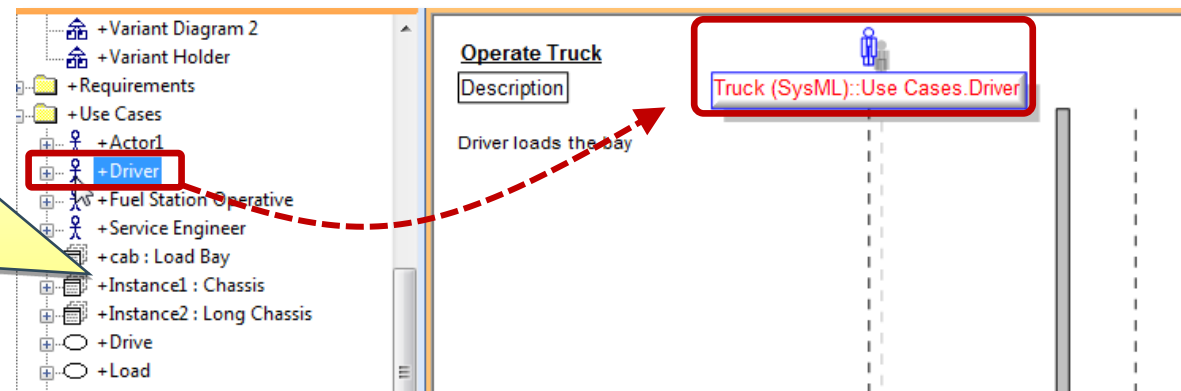 +Variant Diagram 2
+Variant Holder
+Requirements
+Use Cases
+Actor1
+Driver
+Fuel Station Operative
+Service Engineer
+cab : Load Bay
+Instance1 : Chassis
+Instance2 : Long Chassis
+Drive
+Load
Operate Truck
Description
Driver loads the bay
Truck (SysML)::Use Cases.Driver